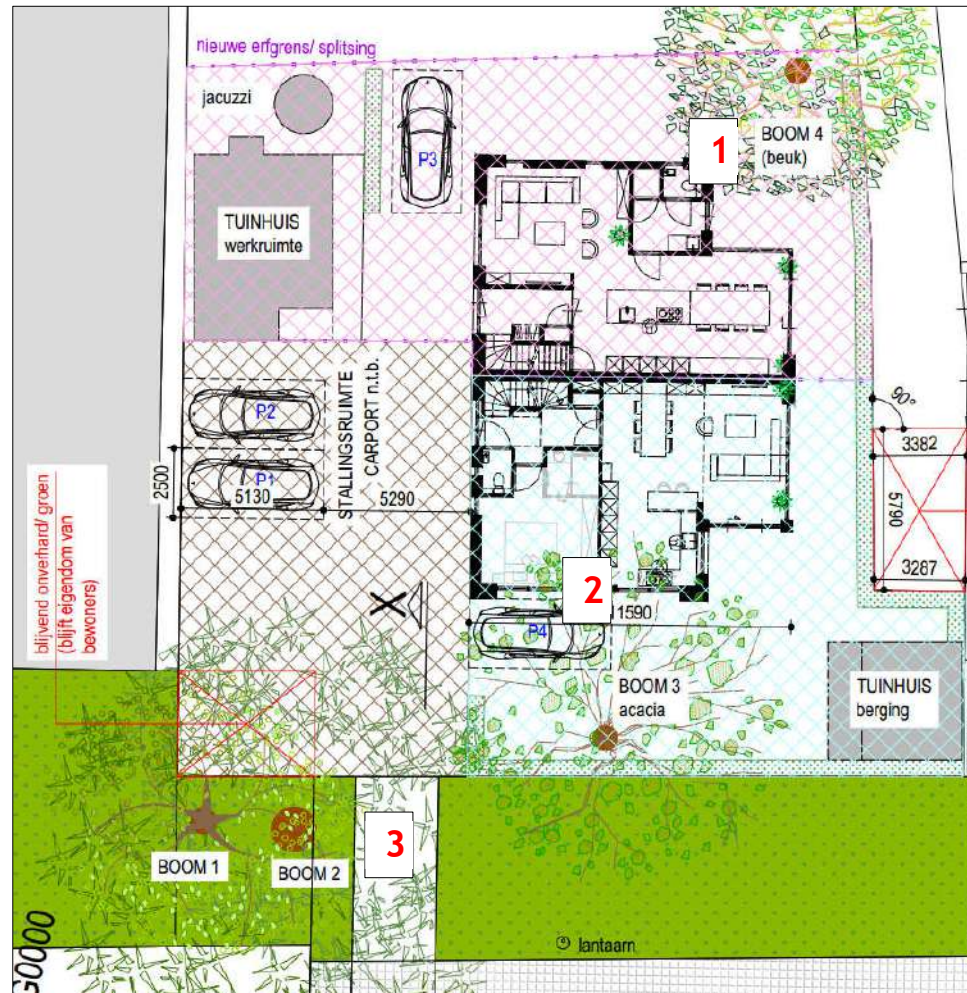 nieuwe erfgrens/ splitsing
jacuzzi
P3
1
BOOM 4
(beuk)
TUINHUIS
werkruimte
P2
P1
2500
5130
5290
STALLINGSRUIMTE
CARPORT n.t.b.
90°
3382
5790
3287
blijvend onverhard/ groen
(blijft eigendom van
bewoners)
2
1590
P4
BOOM 3
acacia
TUINHUIS
berging
BOOM 1
BOOM 2
3
lantaarn
G0000